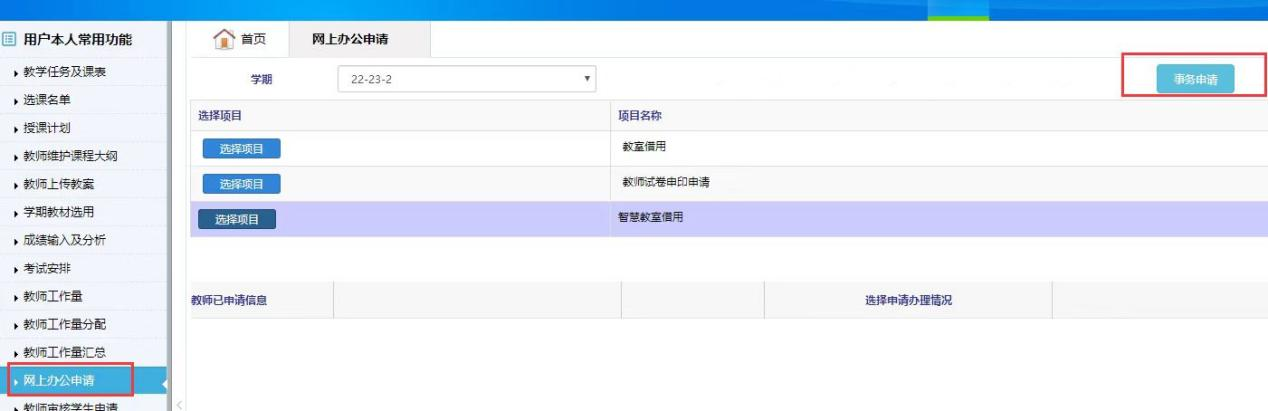 用户本人常用功能
首页
网上办公申请
教学任务及课表
选课名单
授课计划
教师维护课程大纲
教师上传教案
学期教材选用
成绩输入及分析
考试安排
教师工作量
教师工作量分配
教师工作量汇总
网上办公申请
教师审核学生申请
学期
22-23-2
事务申请
选择项目
项目名称
选择项目
教室借用
选择项目
教师试卷申印申请
选择项目
智慧教室借用
教师已申请信息
选择申请办理情况